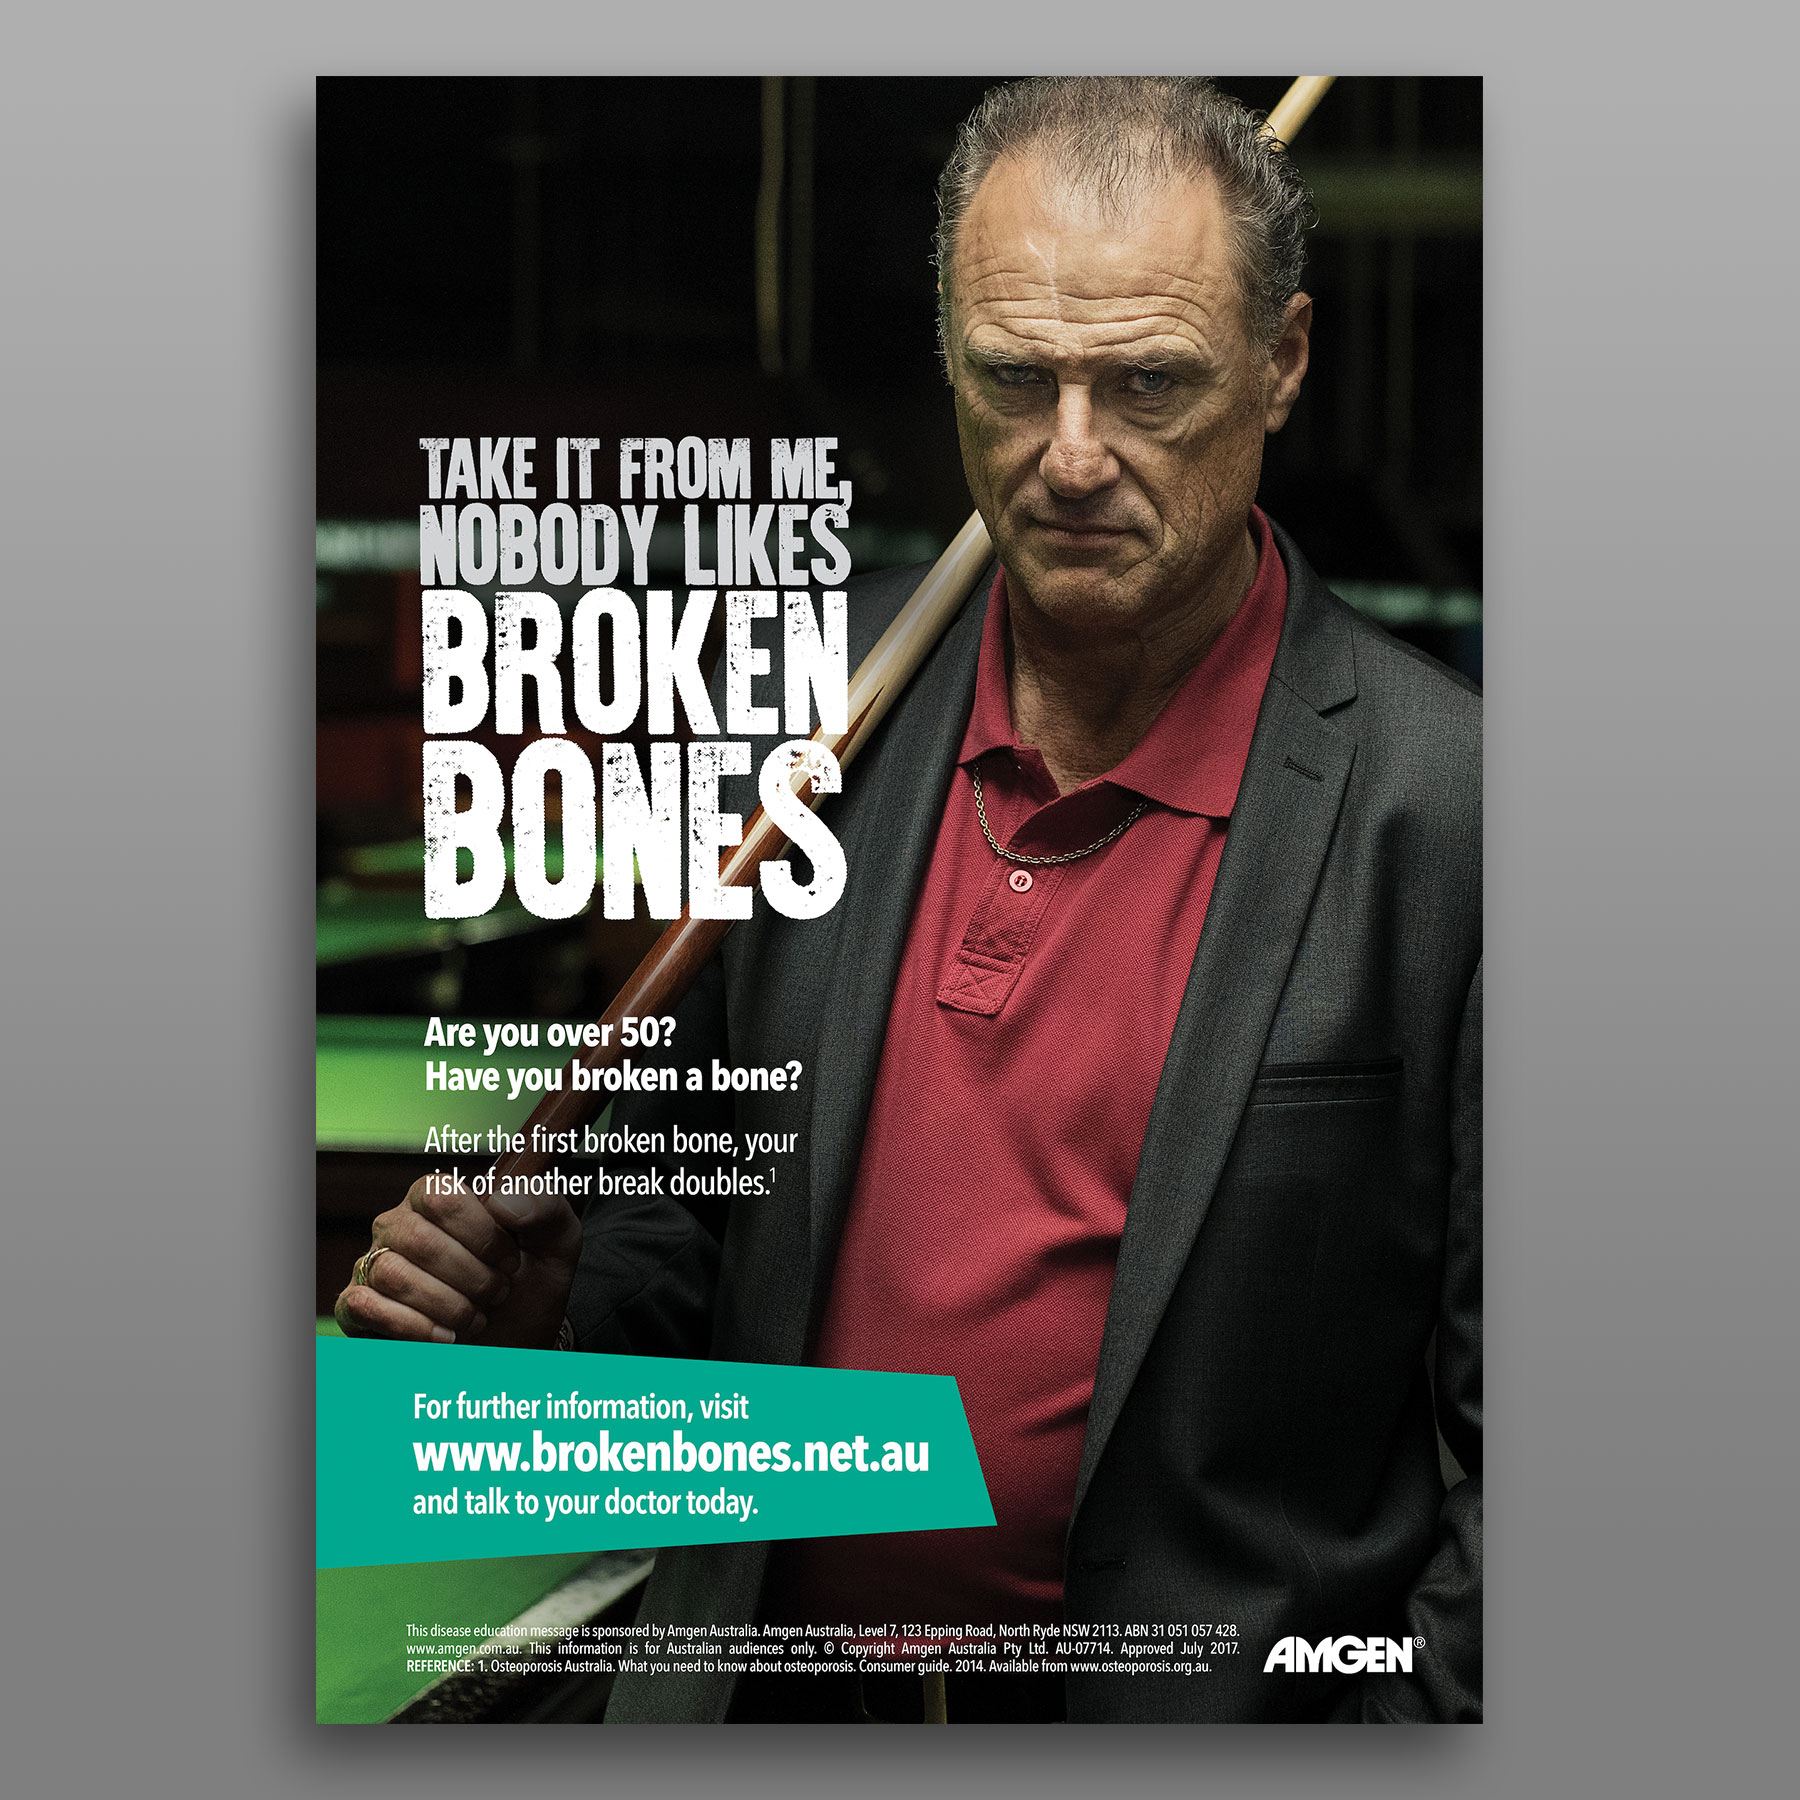 TAKE IT FROM ME,
NOBODY LIKES
BROKEN
BONES
Are you over 50?
Have you broken a bone?
After the first broken bone, your
risk of another break doubles.1
For further information, visit
www.brokenbones.net.au
and talk to your doctor today.
This disease education message is sponsored by Amgen Australia. Amgen Australia, Level 7, 123 Epping Road, North Ryde NSW 2113. ABN 31 051 057 428.
www.amgen.com.au. This information is for Australian audiences only. © Copyright Amgen Australia Pty Ltd. AU-07714. Approved July 2017.
REFERENCE: 1. Osteoporosis Australia. What you need to know about osteoporosis. Consumer guide. 2014. Available from www.osteoporosis.org.au.
AMGEN®